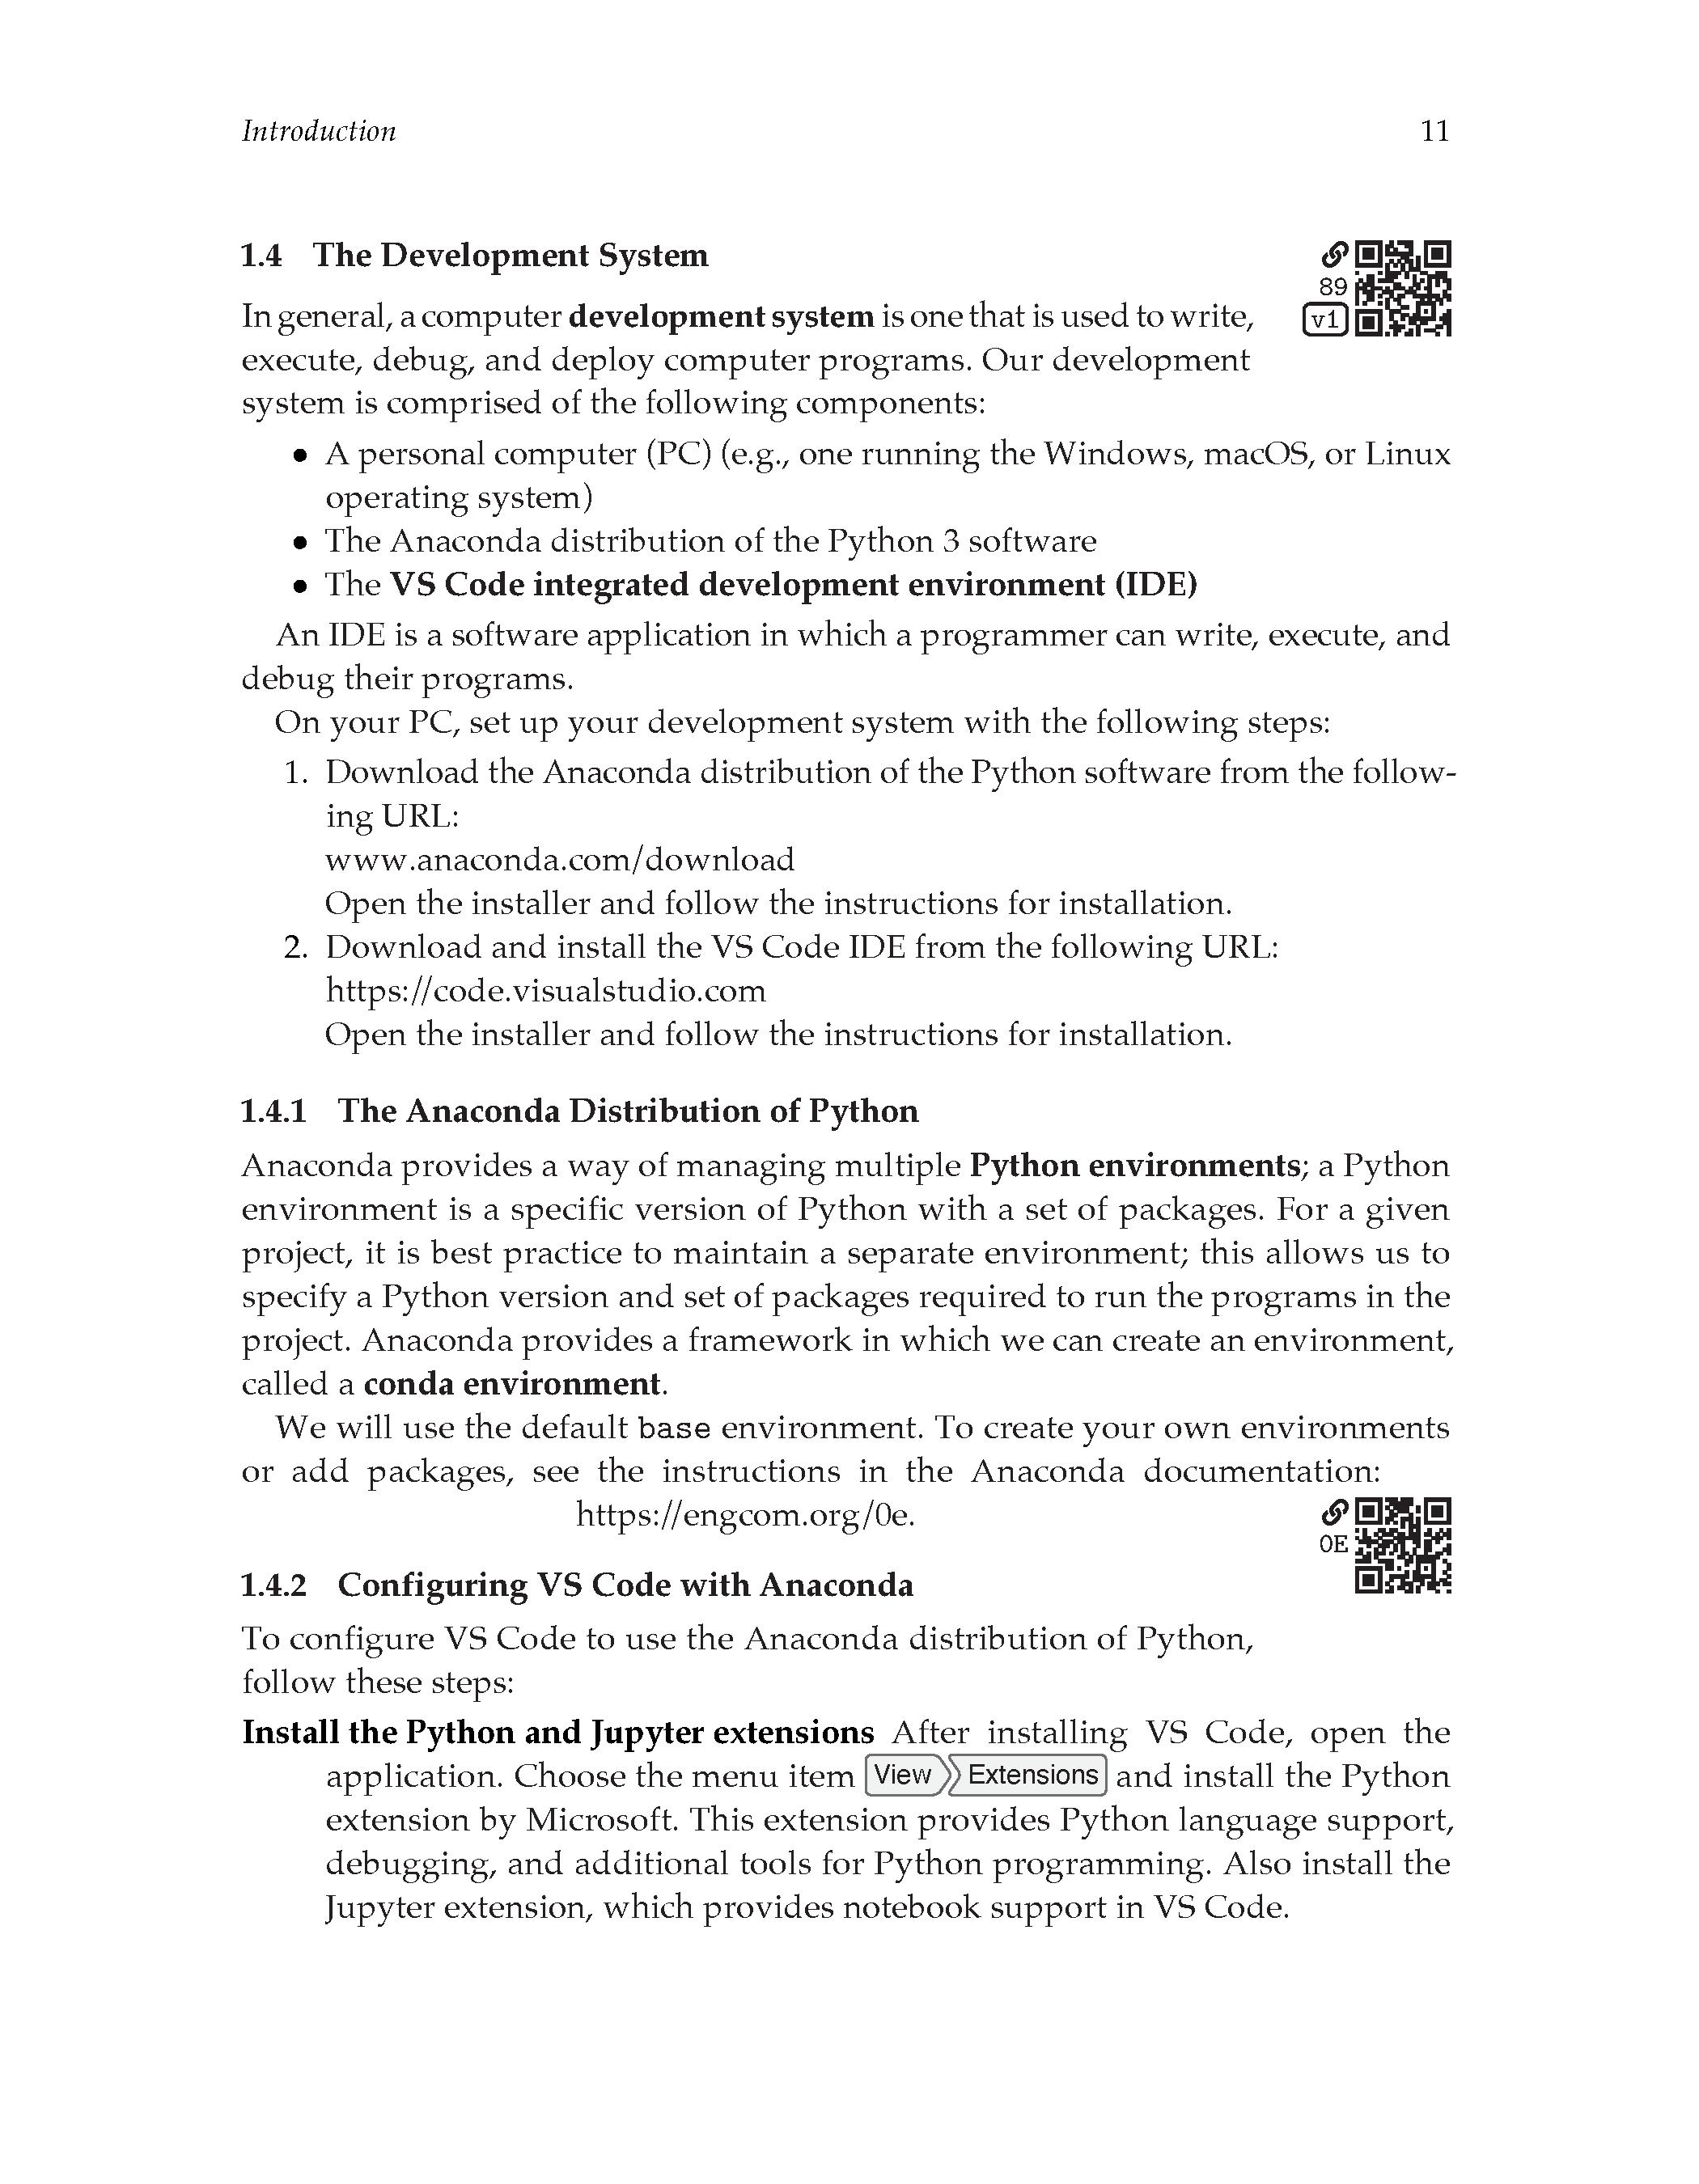 Introduction 11
1.4 The Development System
89
v1
In general, a computer development system is one that is used to write,
execute, debug, and deploy computer programs. Our development
system is comprised of the following components:
• A personal computer (PC) (e.g., one running the Windows, macOS, or Linux
operating system)
• The Anaconda distribution of the Python 3 software
• The VS Code integrated development environment (IDE)
An IDE is a software application in which a programmer can write, execute, and
debug their programs.
On your PC, set up your development system with the following steps:
1. Download the Anaconda distribution of the Python software from the follow-
ing URL:
www.anaconda.com/download
Open the installer and follow the instructions for installation.
2. Download and install the VS Code IDE from the following URL:
https://code.visualstudio.com
Open the installer and follow the instructions for installation.
1.4.1 The Anaconda Distribution of Python
Anaconda provides a way of managing multiple Python environments; a Python
environment is a specific version of Python with a set of packages. For a given
project, it is best practice to maintain a separate environment; this allows us to
specify a Python version and set of packages required to run the programs in the
project. Anaconda provides a framework in which we can create an environment,
called a conda environment.
We will use the default base environment. To create your own environments
or add packages, see the instructions in the Anaconda documentation:
https://engcom.org/0e.
0E
1.4.2 Configuring VS Code with Anaconda
To configure VS Code to use the Anaconda distribution of Python,
follow these steps:
Install the Python and Jupyter extensions After installing VS Code, open the
application. Choose the menu item View Extensions and install the Python
extension by Microsoft. This extension provides Python language support,
debugging, and additional tools for Python programming. Also install the
Jupyter extension, which provides notebook support in VS Code.